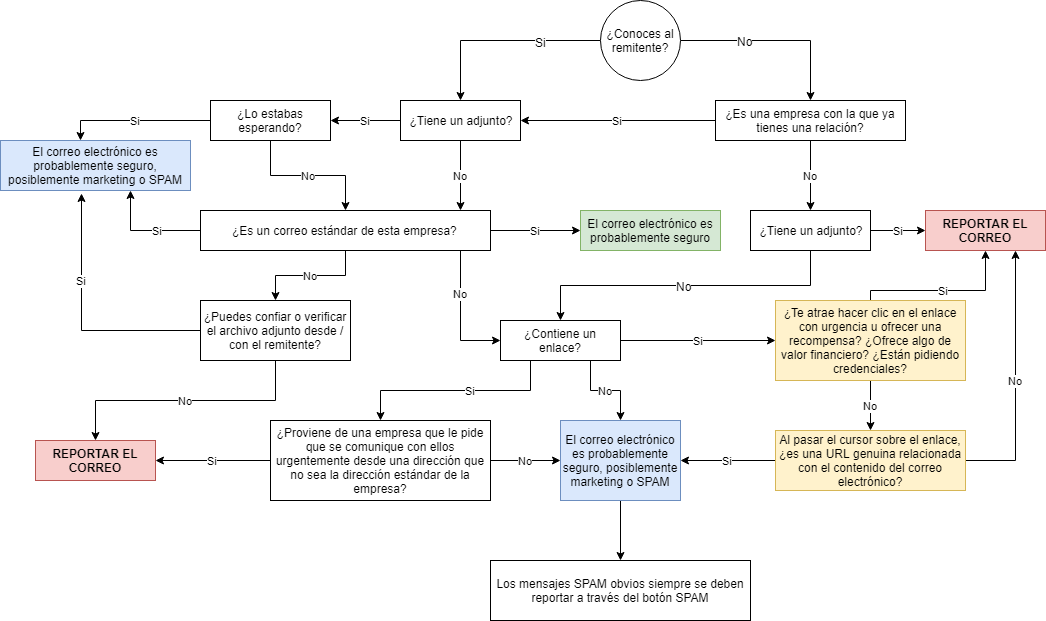 ¿Conoces al
remitente?
Si
No
¿Lo estabas
esperando?
¿Tiene un adjunto?
¿Es una empresa con la que ya
tienes una relación?
Si
Si
Si
El correo electrónico es
probablemente seguro,
posiblemente marketing o SPAM
No
No
No
¿Es un correo estándar de esta empresa?
El correo electrónico es
probablemente seguro
¿Tiene un adjunto?
REPORTAR EL
CORREO
Si
Si
Si
Si
No
No
No
Si
¿Puedes confiar o verificar
el archivo adjunto desde /
con el remitente?
¿Contiene un
enlace?
¿Te atrae hacer clic en el enlace
con urgencia u ofrecer una
recompensa? ¿Ofrece algo de
valor financiero? ¿Están pidiendo
credenciales?
Si
No
Si
No
No
No
REPORTAR EL
CORREO
Si
¿Proviene de una empresa que le pide
que se comunique con ellos
urgentemente desde una dirección que
no sea la dirección estándar de la
empresa?
No
El correo electrónico
es probablemente
seguro, posiblemente
marketing o SPAM
Si
Al pasar el cursor sobre el enlace,
¿es una URL genuina relacionada
con el contenido del correo
electrónico?
Los mensajes SPAM obvios siempre se deben
reportar a través del botón SPAM